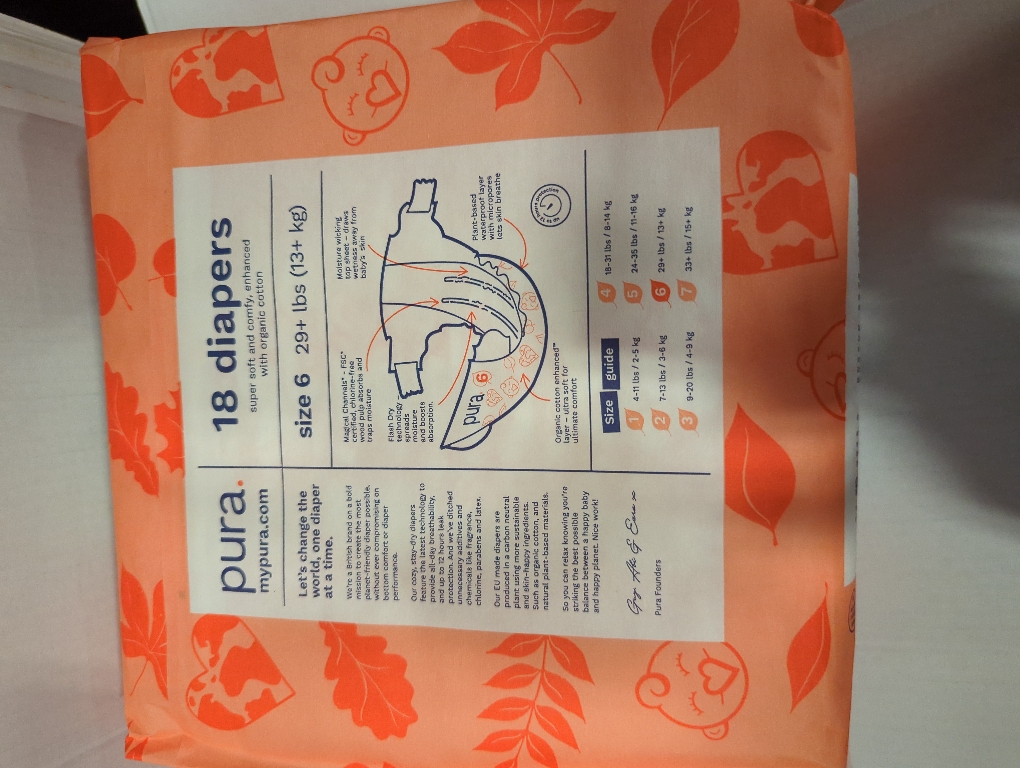 pura.
mypura.com
Let's change the
world, one diaper
at a time.
We're a British brand on a bold
mission to create the most
planet-friendly diaper possible,
without ever compromising on
bottom comfort or diaper
performance.
Our cozy, stay-dry diapers
feature the latest technology to
provide all-day breathability,
and up to 12 hours leak
protection. And we've ditched
unnecessary additives and
chemicals like fragrance,
chlorine, parabens and latex.
Our EU made diapers are
produced in a carbon neutral
plant using more sustainable
and skin-happy ingredients.
Such as organic cotton, and
natural plant-based materials.
So you can relax knowing you're
striking the best possible
balance between a happy baby
and happy planet. Nice work!
Pura Founders
18 diapers
super soft and comfy, enhanced
with organic cotton
size 6 29+ lbs (13+ kg)
Magical Channels® - FSC®
certified, chlorine-free
wood pulp absorbs and
traps moisture
Moisture wicking
top sheet – draws
wetness away from
baby's skin
Flash Dry
technology
spreads
moisture
and boosts
absorption.
Plant-based
waterproof layer
with micropores
lets skin breathe
pura
6
up to 12 hours protection
Organic cotton enhanced™
layer – ultra soft for
ultimate comfort
Size guide
1 4-11 lbs / 2-5 kg
2 7-13 lbs / 3-6 kg
3 9-20 lbs / 4-9 kg
4 18-31 lbs / 8-14 kg
5 24-35 lbs / 11-16 kg
6 29+ lbs / 13+ kg
7 33+ lbs / 15+ kg